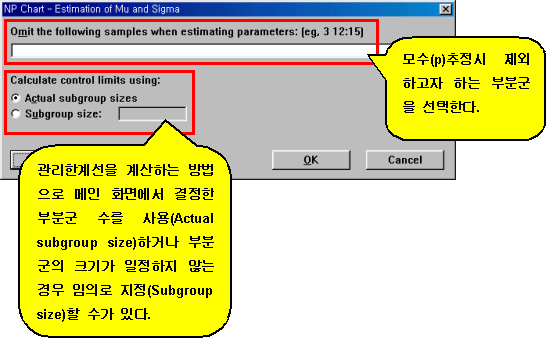 NP Chart - Estimation of Mu and Sigma
Omit the following samples when estimating parameters: (eg, 3 12:15)
모수(p)추정시 제외
하고자 하는 부분군
을 선택한다.
Calculate control limits using:
Actual subgroup sizes
Subgroup size:
OK
Cancel
관리한계선을 계산하는 방법
으로 메인 화면에서 결정한
부분군 수를 사용(Actual
subgroup size)하거나 부분
군의 크기가 일정하지 않는
경우 임의로 지정(Subgroup
size)할 수가 있다.